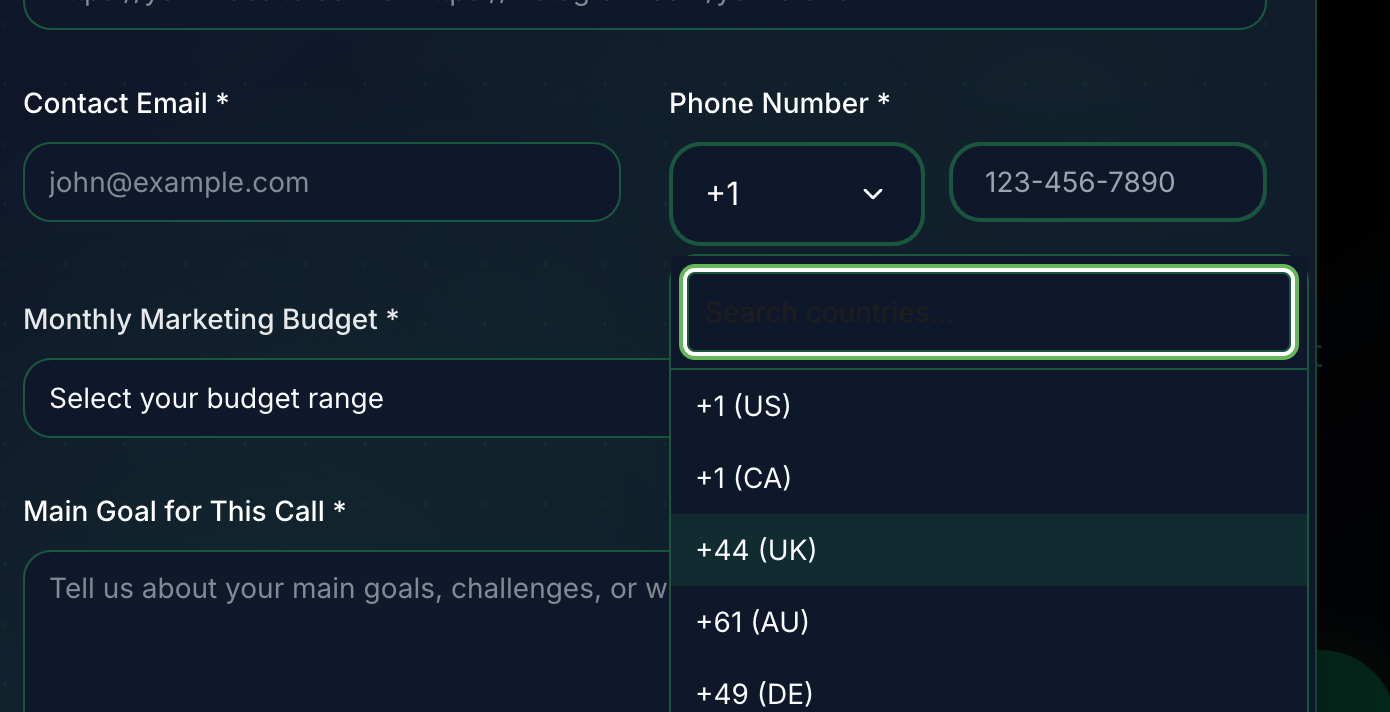 Contact Email *
Phone Number *
john@example.com
+1
123-456-7890
Search countries...
Monthly Marketing Budget *
Select your budget range
+1 (US)
+1 (CA)
Main Goal for This Call *
+44 (UK)
Tell us about your main goals, challenges, or w
+61 (AU)
+49 (DE)